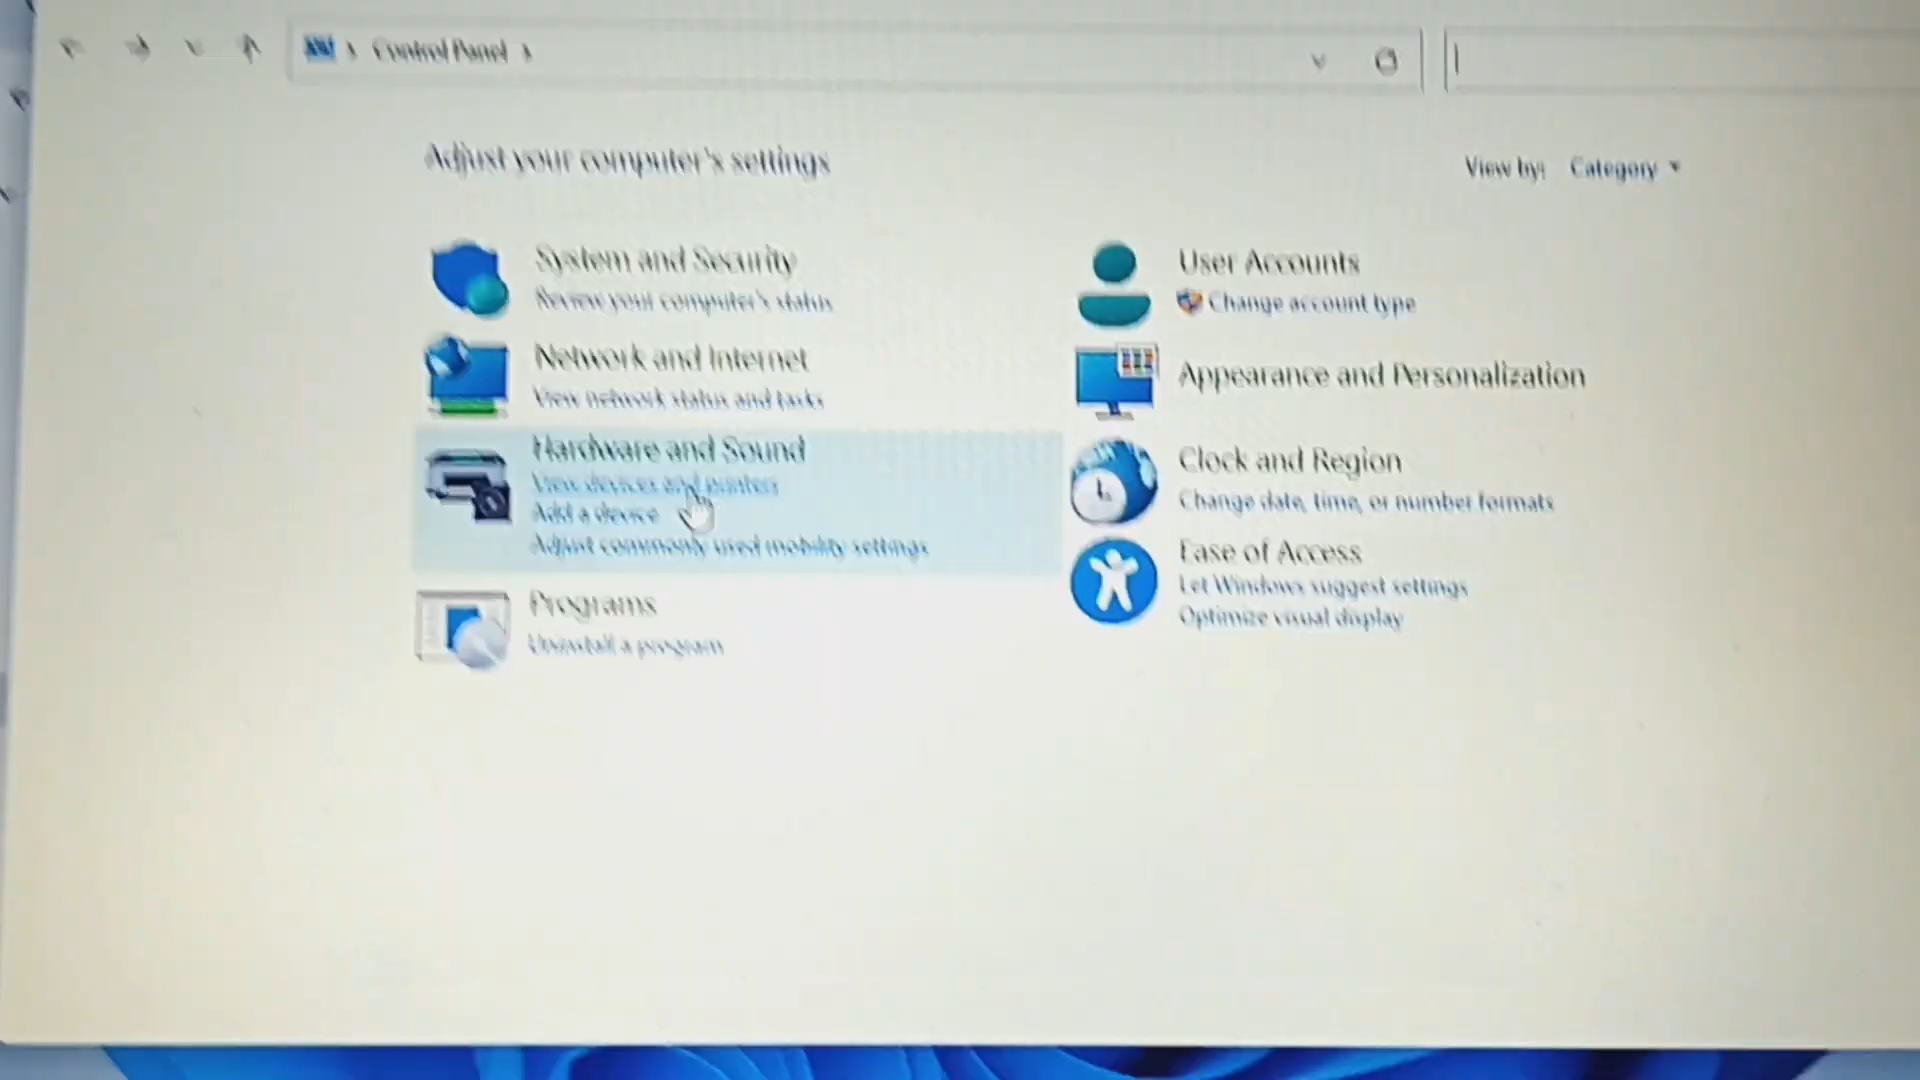 Control Panel
Adjust your computer's settings
View by: Category
System and Security
Review your computer's status
Network and Internet
View network status and tasks
Hardware and Sound
View devices and printers
Add a device
Adjust commonly used mobility settings
Programs
Uninstall a program
User Accounts
Change account type
Appearance and Personalization
Clock and Region
Change date, time, or number formats
Ease of Access
Let Windows suggest settings
Optimize visual display